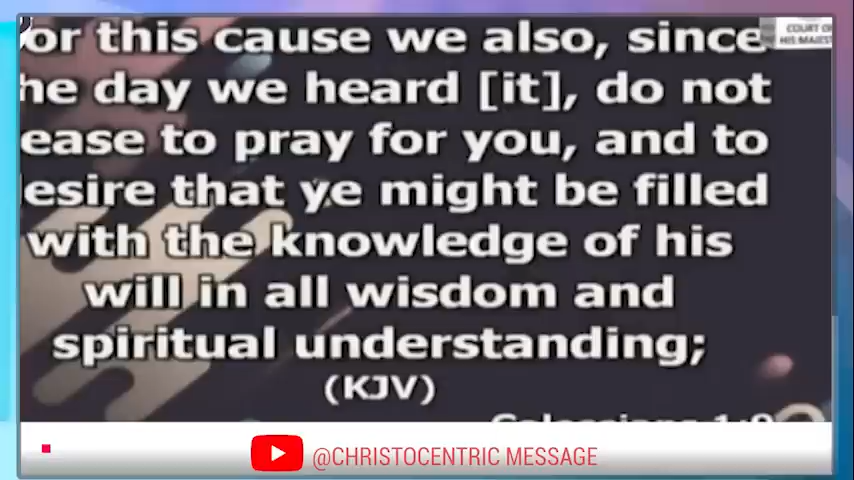 or this cause we also, since
he day we heard [it], do not
ease to pray for you, and to
esire that ye might be filled
with the knowledge of his
will in all wisdom and
spiritual understanding;
(KJV)
Colossians 1:9
COURT OF
HIS MAJEST
@CHRISTOCENTRIC MESSAGE